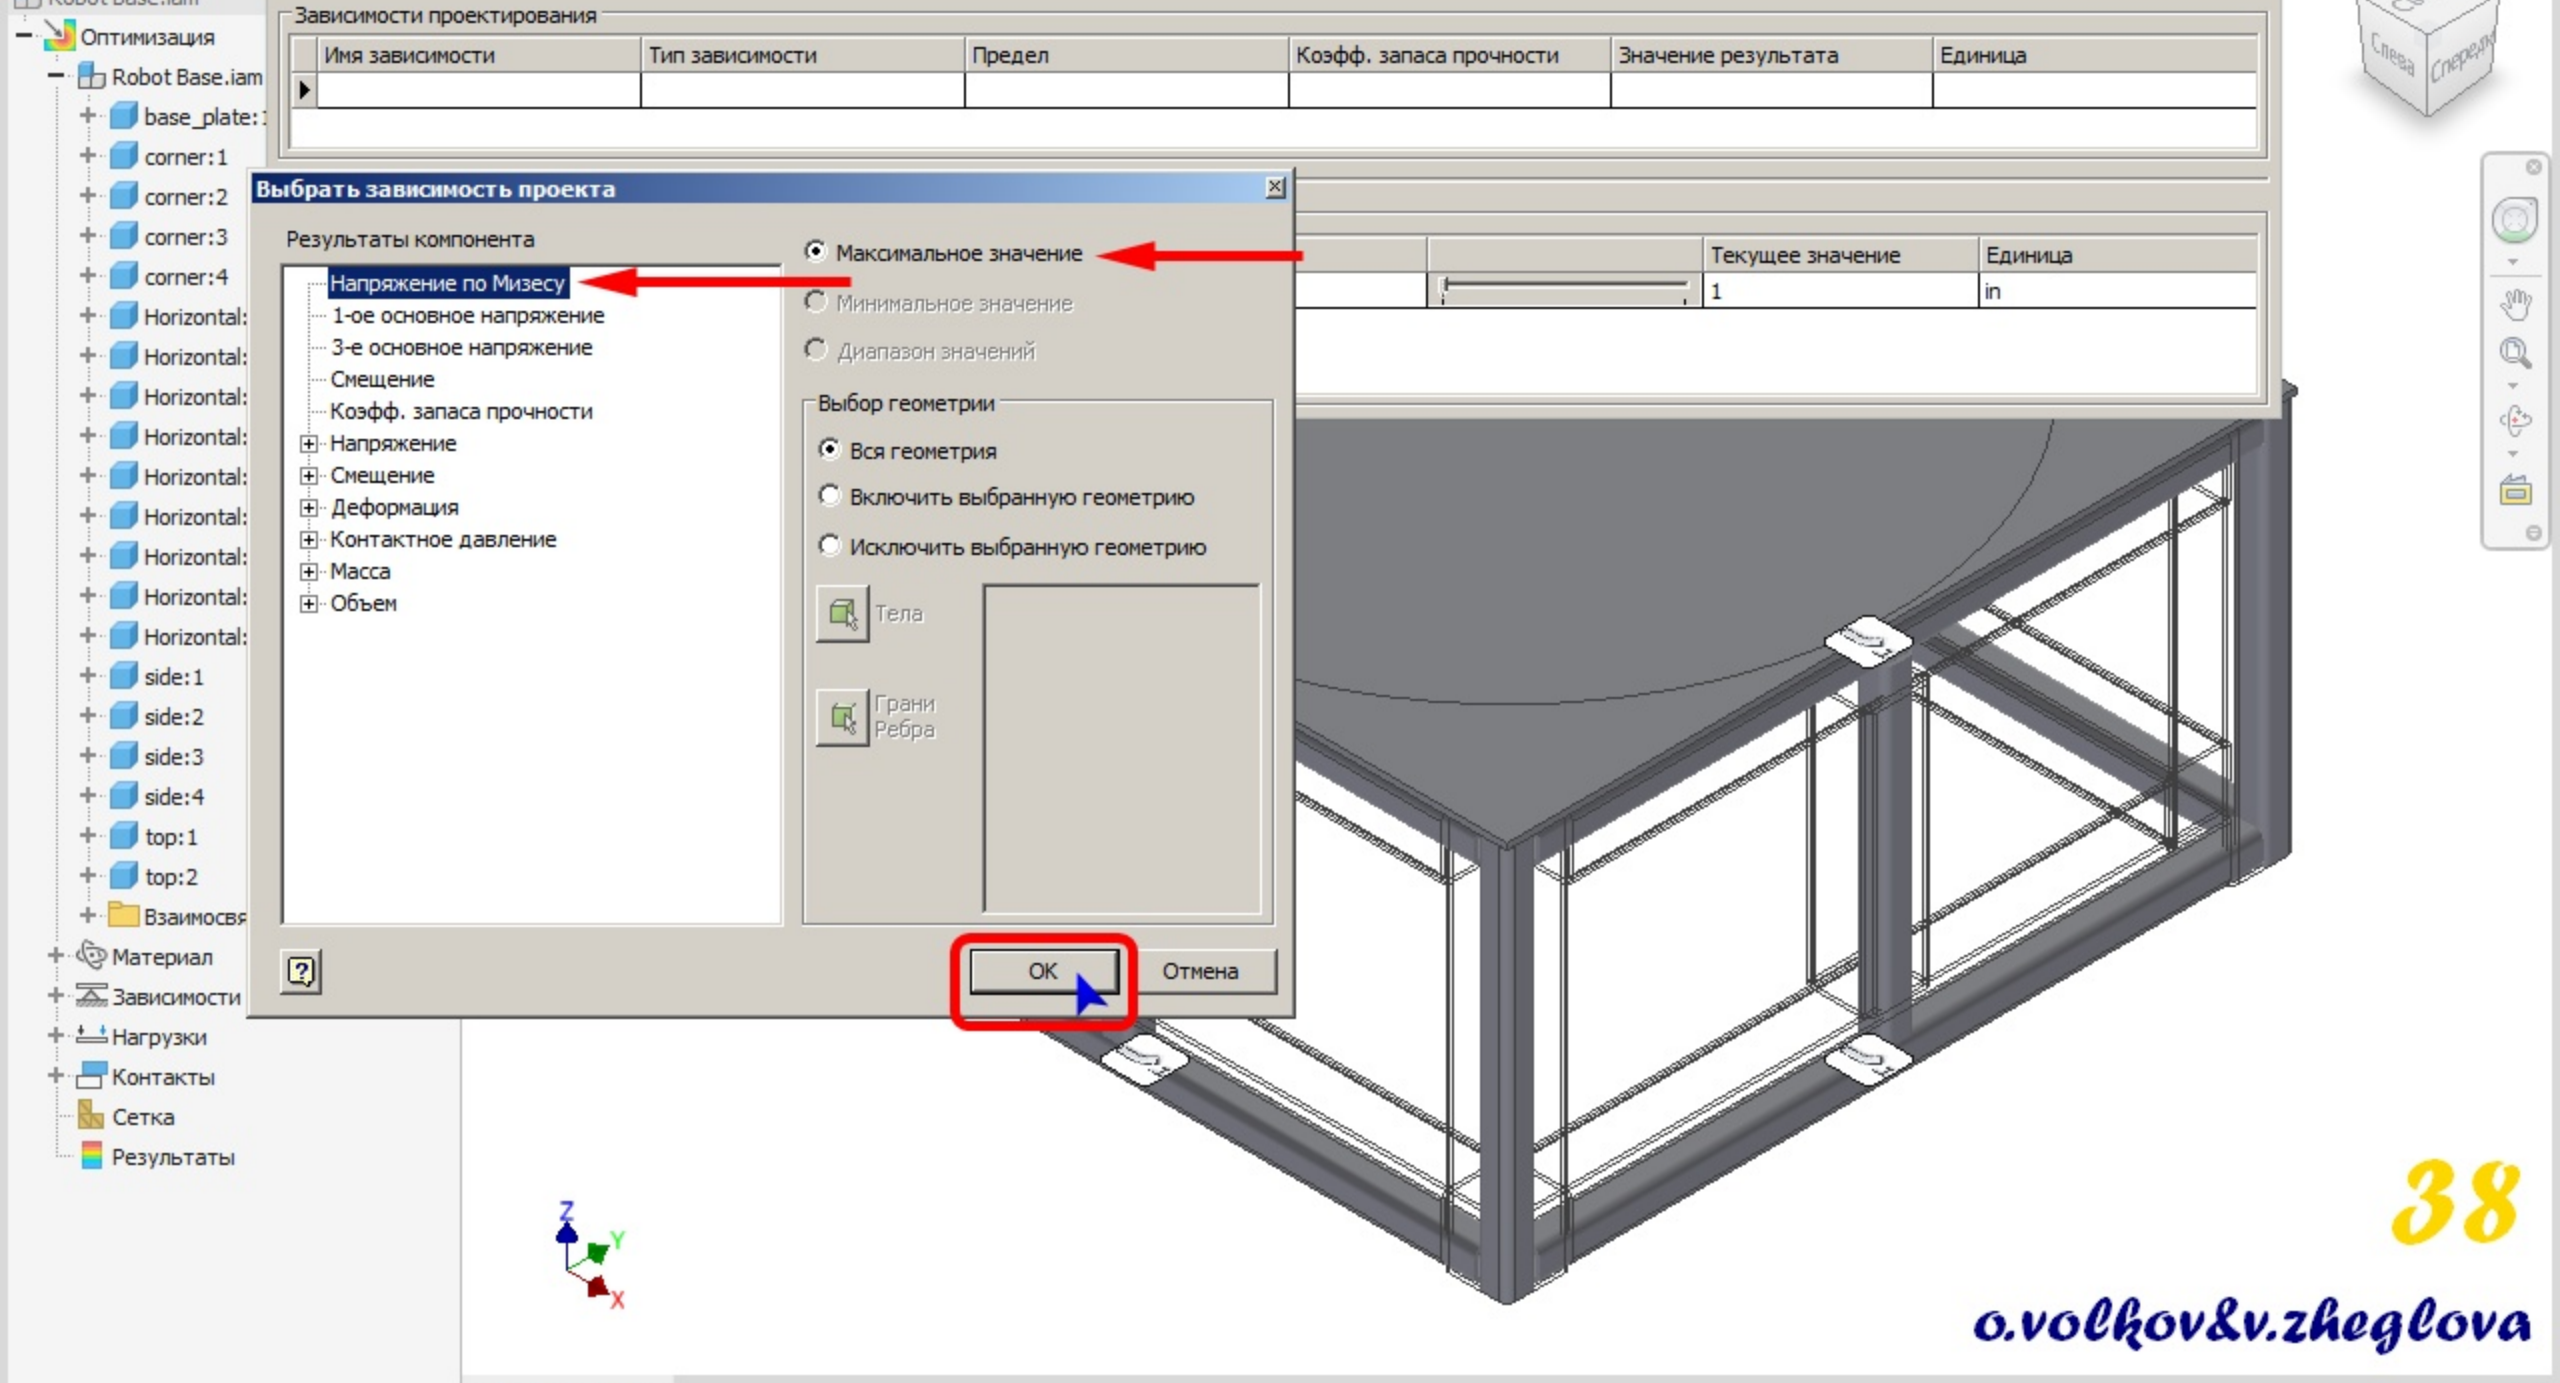 Robot Base.iam
Оптимизация
Robot Base.iam
base_plate:1
corner:1
corner:2
corner:3
corner:4
Horizontal:
Horizontal:
Horizontal:
Horizontal:
Horizontal:
Horizontal:
Horizontal:
Horizontal:
Horizontal:
side:1
side:2
side:3
side:4
top:1
top:2
Взаимосвя
Материал
Зависимости
Нагрузки
Контакты
Сетка
Результаты
Зависимости проектирования
Имя зависимости
Тип зависимости
Предел
Коэфф. запаса прочности
Значение результата
Единица
Текущее значение
Единица
1
in
Выбрать зависимость проекта
Результаты компонента
Напряжение по Мизесу
1-ое основное напряжение
3-е основное напряжение
Смещение
Коэфф. запаса прочности
Напряжение
Смещение
Деформация
Контактное давление
Масса
Объем
Максимальное значение
Минимальное значение
Диапазон значений
Выбор геометрии
Вся геометрия
Включить выбранную геометрию
Исключить выбранную геометрию
Тела
Грани
Ребра
OK
Отмена
Слева
Спереди
Z
Y
X
38
o.volkov&v.zheglova